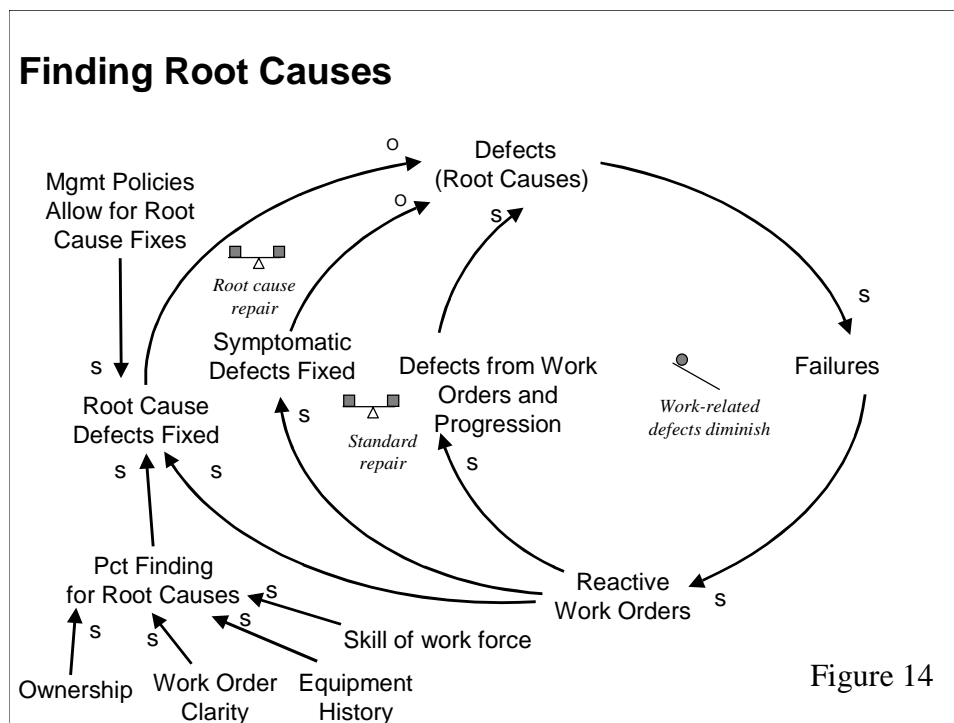 Finding Root Causes
O
Defects
(Root Causes)
Mgmt Policies
Allow for Root
Cause Fixes
O
S
Root cause
repair
S
Symptomatic
Defects Fixed
Defects from Work
Orders and
Progression
Failures
S
Root Cause
Defects Fixed
S
Standard
repair
Work-related
defects diminish
S
S
S
Pct Finding
for Root Causes
Reactive
Work Orders
S
S
S
S
S
Skill of work force
Ownership
Work Order
Clarity
Equipment
History
Figure 14